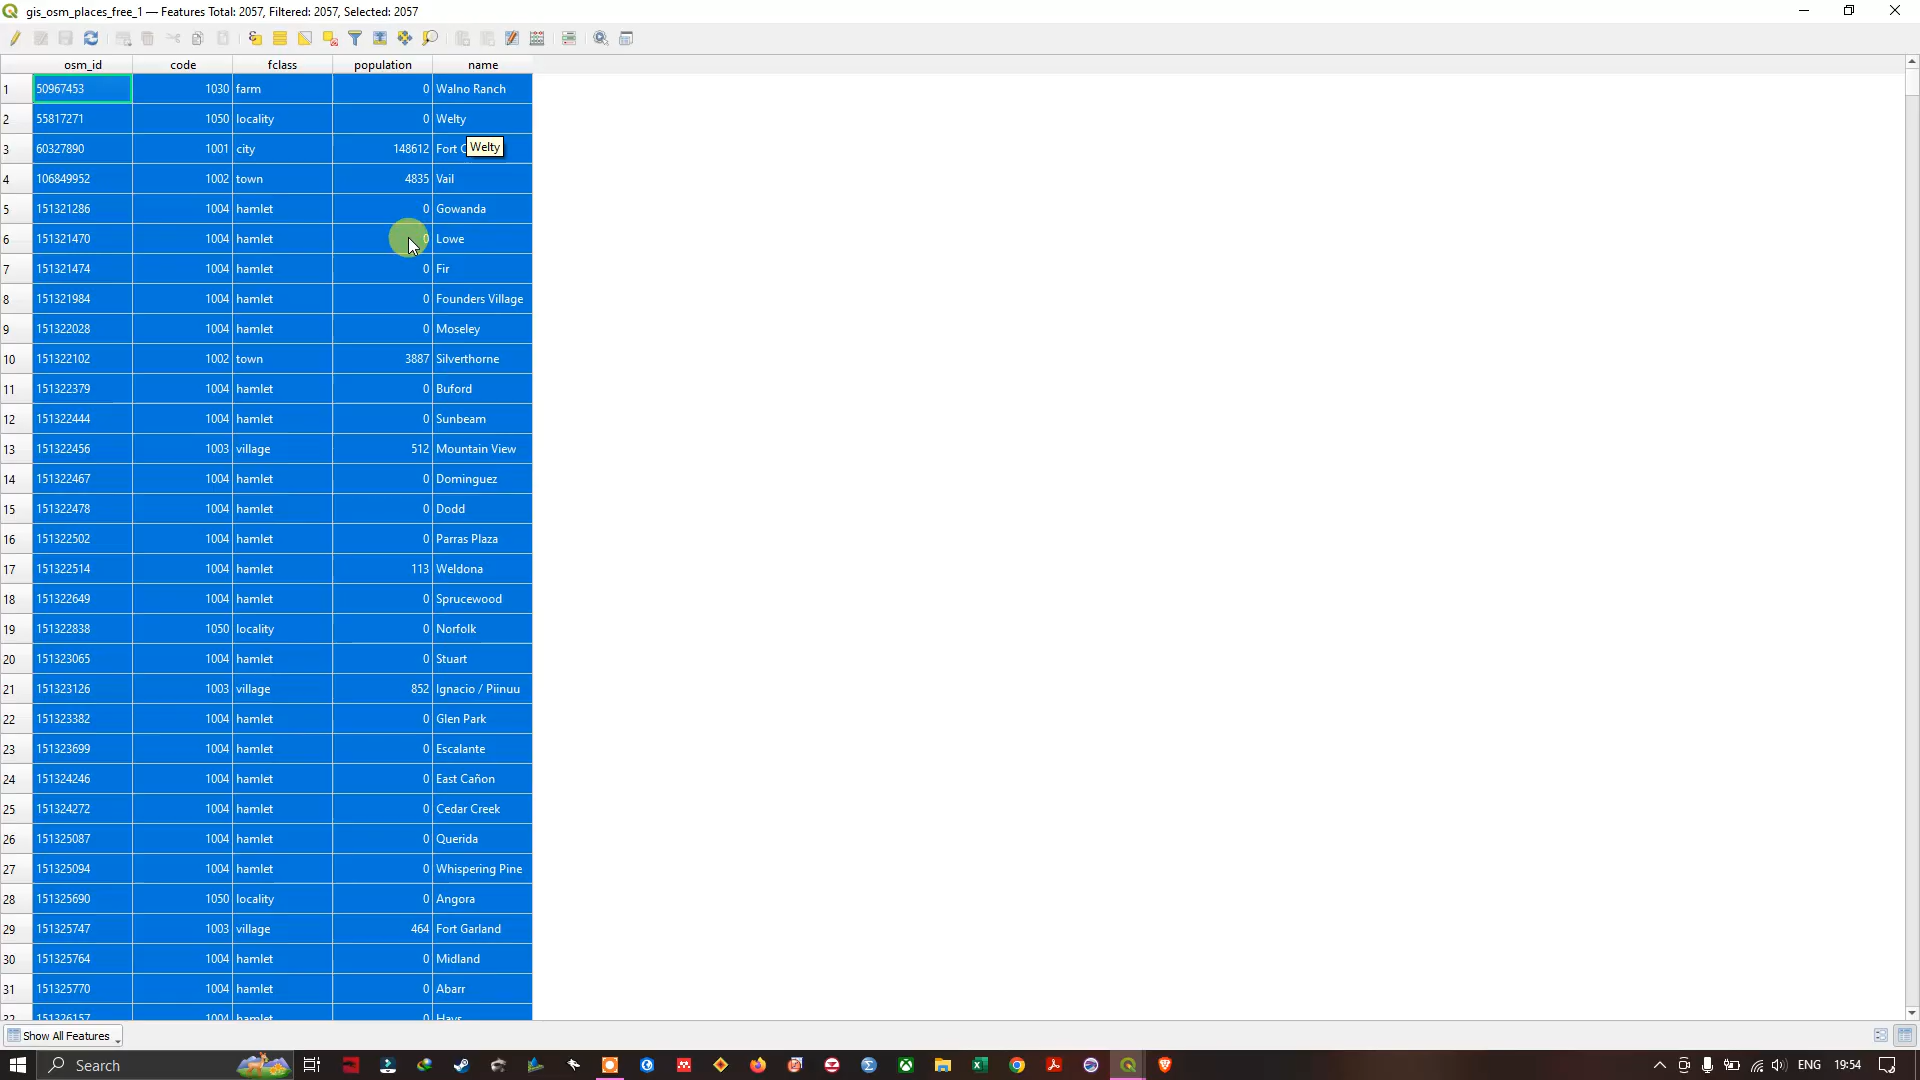 gis_osm_places_free_1 — Features Total: 2057, Filtered: 2057, Selected: 2057
osm_id code fclass population name
1 50967453 1030 farm 0 Walno Ranch
2 55817271 1050 locality 0 Welty
3 60327890 1001 city 148612 Fort C
Welty
4 106849952 1002 town 4835 Vail
5 151321286 1004 hamlet 0 Gowanda
6 151321470 1004 hamlet 0 Lowe
7 151321474 1004 hamlet 0 Fir
8 151321984 1004 hamlet 0 Founders Village
9 151322028 1004 hamlet 0 Moseley
10 151322102 1002 town 3887 Silverthorne
11 151322379 1004 hamlet 0 Buford
12 151322444 1004 hamlet 0 Sunbeam
13 151322456 1003 village 512 Mountain View
14 151322467 1004 hamlet 0 Dominguez
15 151322478 1004 hamlet 0 Dodd
16 151322502 1004 hamlet 0 Parras Plaza
17 151322514 1004 hamlet 113 Weldona
18 151322649 1004 hamlet 0 Sprucewood
19 151322838 1050 locality 0 Norfolk
20 151323065 1004 hamlet 0 Stuart
21 151323126 1003 village 852 Ignacio / Piinuu
22 151323382 1004 hamlet 0 Glen Park
23 151323699 1004 hamlet 0 Escalante
24 151324246 1004 hamlet 0 East Cañon
25 151324272 1004 hamlet 0 Cedar Creek
26 151325087 1004 hamlet 0 Querida
27 151325094 1004 hamlet 0 Whispering Pine
28 151325690 1050 locality 0 Angora
29 151325747 1003 village 464 Fort Garland
30 151325764 1004 hamlet 0 Midland
31 151325770 1004 hamlet 0 Abarr
32 151326157 1004 hamlet 0 Hays
Show All Features
Search
ENG 19:54